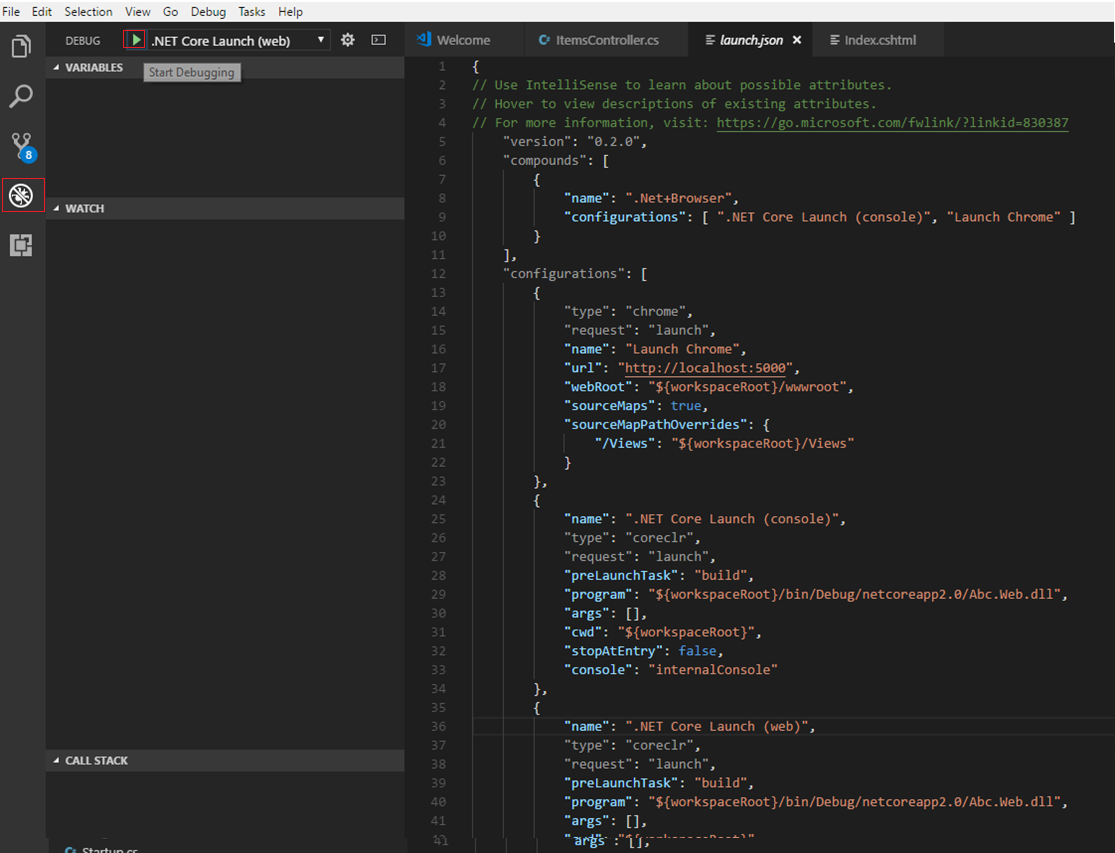 File Edit Selection View Go Debug Tasks Help
DEBUG .NET Core Launch (web)
Welcome ItemsController.cs launch.json Index.cshtml
VARIABLES
Start Debugging
8
WATCH
CALL STACK
Startup.cs
1 {
2 // Use IntelliSense to learn about possible attributes.
3 // Hover to view descriptions of existing attributes.
4 // For more information, visit: https://go.microsoft.com/fwlink/?linkid=830387
5 "version": "0.2.0",
6 "compounds": [
7 {
8 "name": ".Net+Browser",
9 "configurations": [ ".NET Core Launch (console)", "Launch Chrome" ]
10 }
11 ],
12 "configurations": [
13 {
14 "type": "chrome",
15 "request": "launch",
16 "name": "Launch Chrome",
17 "url": "http://localhost:5000",
18 "webRoot": "${workspaceRoot}/wwwroot",
19 "sourceMaps": true,
20 "sourceMapPathOverrides": {
21 "/Views": "${workspaceRoot}/Views"
22 }
23 },
24 {
25 "name": ".NET Core Launch (console)",
26 "type": "coreclr",
27 "request": "launch",
28 "preLaunchTask": "build",
29 "program": "${workspaceRoot}/bin/Debug/netcoreapp2.0/Abc.Web.dll",
30 "args": [],
31 "cwd": "${workspaceRoot}",
32 "stopAtEntry": false,
33 "console": "internalConsole"
34 },
35 {
36 "name": ".NET Core Launch (web)",
37 "type": "coreclr",
38 "request": "launch",
39 "preLaunchTask": "build",
40 "program": "${workspaceRoot}/bin/Debug/netcoreapp2.0/Abc.Web.dll",
41 "args": [],